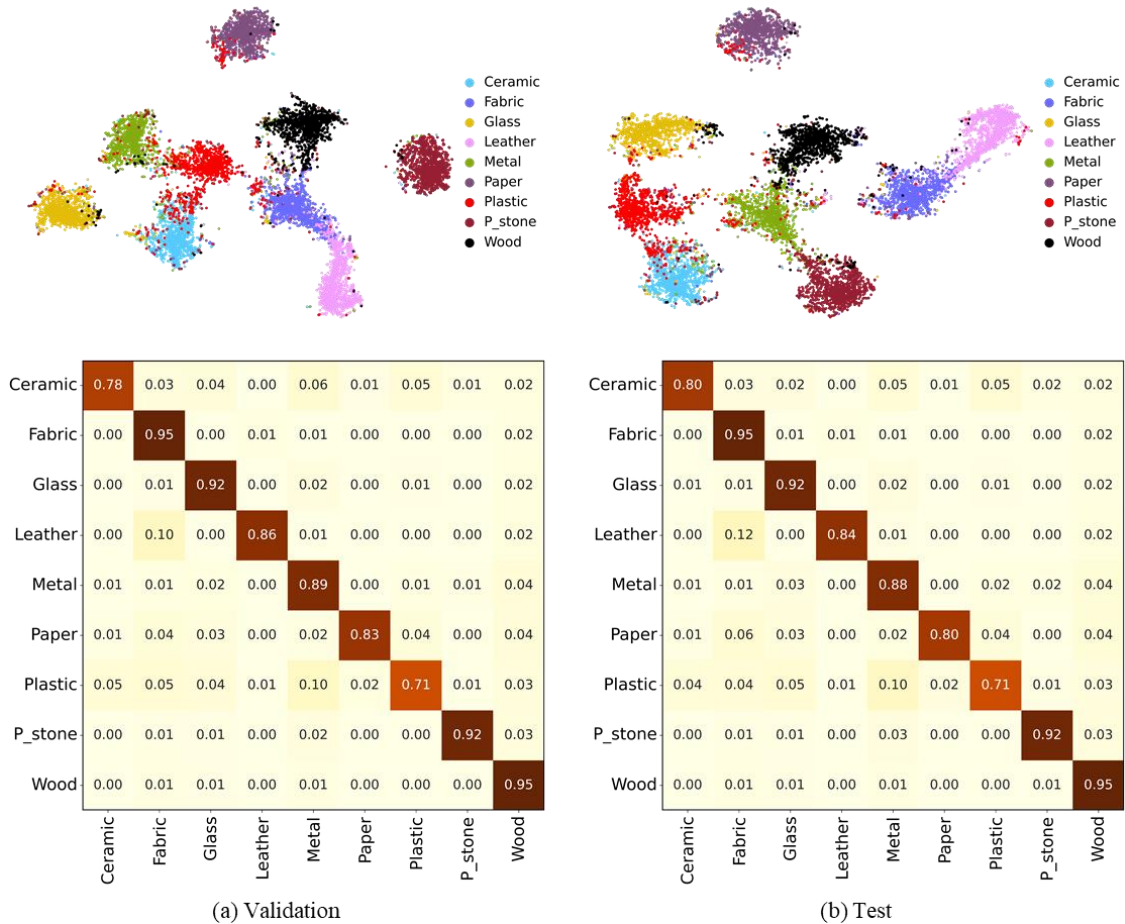 Ceramic
Fabric
Glass
Leather
Metal
Paper
Plastic
P_stone
Wood
Ceramic
Fabric
Glass
Leather
Metal
Paper
Plastic
P_stone
Wood
Ceramic 0.78 0.03 0.04 0.00 0.06 0.01 0.05 0.01 0.02
Fabric 0.00 0.95 0.00 0.01 0.01 0.00 0.00 0.00 0.02
Glass 0.00 0.01 0.92 0.00 0.02 0.00 0.01 0.00 0.02
Leather 0.00 0.10 0.00 0.86 0.01 0.00 0.00 0.00 0.02
Metal 0.01 0.01 0.02 0.00 0.89 0.00 0.01 0.01 0.04
Paper 0.01 0.04 0.03 0.00 0.02 0.83 0.04 0.00 0.04
Plastic 0.05 0.05 0.04 0.01 0.10 0.02 0.71 0.01 0.03
P_stone 0.00 0.01 0.01 0.00 0.02 0.00 0.00 0.92 0.03
Wood 0.00 0.01 0.01 0.00 0.01 0.00 0.00 0.00 0.95
Ceramic Fabric Glass Leather Metal Paper Plastic P_stone Wood
(a) Validation
Ceramic 0.80 0.03 0.02 0.00 0.05 0.01 0.05 0.02 0.02
Fabric 0.00 0.95 0.01 0.01 0.01 0.00 0.00 0.00 0.02
Glass 0.01 0.01 0.92 0.00 0.02 0.00 0.01 0.00 0.02
Leather 0.00 0.12 0.00 0.84 0.01 0.00 0.00 0.00 0.02
Metal 0.01 0.01 0.03 0.00 0.88 0.00 0.02 0.02 0.04
Paper 0.01 0.06 0.03 0.00 0.02 0.80 0.04 0.00 0.04
Plastic 0.04 0.04 0.05 0.01 0.10 0.02 0.71 0.01 0.03
P_stone 0.00 0.01 0.01 0.00 0.03 0.00 0.00 0.92 0.03
Wood 0.00 0.01 0.01 0.00 0.01 0.00 0.00 0.01 0.95
Ceramic Fabric Glass Leather Metal Paper Plastic P_stone Wood
(b) Test